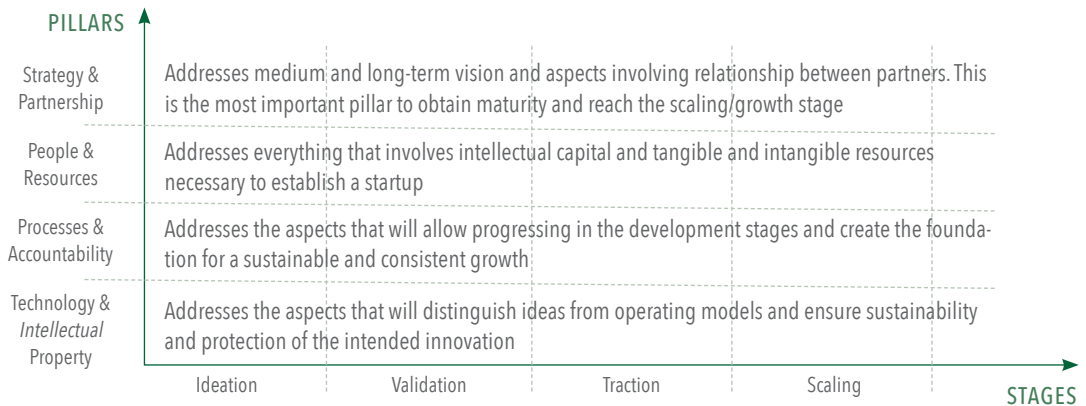 PILLARS
Strategy &
Partnership
Addresses medium and long-term vision and aspects involving relationship between partners. This
is the most important pillar to obtain maturity and reach the scaling/growth stage
People &
Resources
Addresses everything that involves intellectual capital and tangible and intangible resources
necessary to establish a startup
Processes &
Accountability
Addresses the aspects that will allow progressing in the development stages and create the founda-
tion for a sustainable and consistent growth
Technology &
Intellectual
Property
Addresses the aspects that will distinguish ideas from operating models and ensure sustainability
and protection of the intended innovation
Ideation
Validation
Traction
Scaling
STAGES